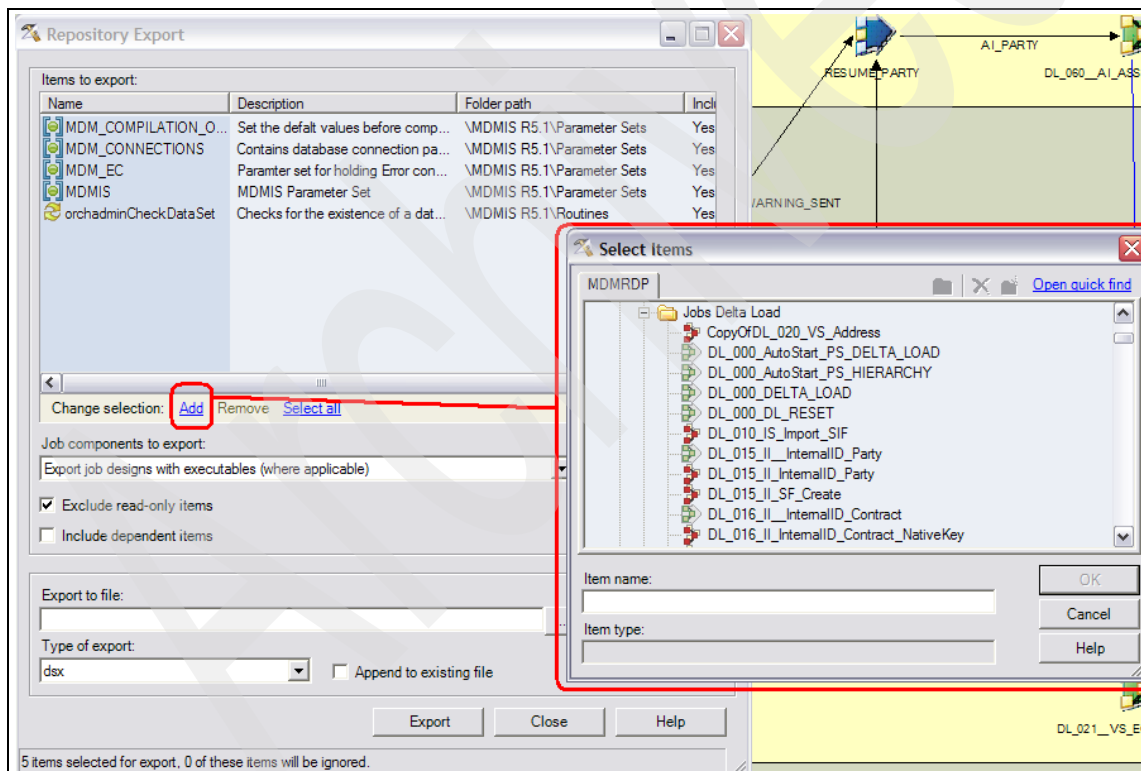 Repository Export
Items to export:
Name Description Folder path Inclu
MDM_COMPILATION_O... Set the defalt values before comp... \MDMIS R5.1\Parameter Sets Yes
MDM_CONNECTIONS Contains database connection pa... \MDMIS R5.1\Parameter Sets Yes
MDM_EC Paramter set for holding Error con... \MDMIS R5.1\Parameter Sets Yes
MDMIS MDMIS Parameter Set \MDMIS R5.1\Parameter Sets Yes
orchadminCheckDataSet Checks for the existence of a dat... \MDMIS R5.1\Routines Yes
Change selection: Add Remove Select all
Job components to export:
Export job designs with executables (where applicable)
Exclude read-only items
Include dependent items
Export to file:
...
Type of export:
dsx Append to existing file
Export Close Help
5 items selected for export, 0 of these items will be ignored.
AI_PARTY
RESUME_PARTY DL_060__AI_ASS
WARNING_SENT
Select Items
MDMRDP Open quick find
Jobs Delta Load
CopyOfDL_020_VS_Address
DL_000_AutoStart_PS_DELTA_LOAD
DL_000_AutoStart_PS_HIERARCHY
DL_000_DELTA_LOAD
DL_000_DL_RESET
DL_010_IS_Import_SIF
DL_015_II__InternalID_Party
DL_015_II_InternalID_Party
DL_015_II_SF_Create
DL_016_II__InternalID_Contract
DL_016_II_InternalID_Contract_NativeKey
Item name:
OK
Cancel
Item type:
Help
DL_021__VS_E